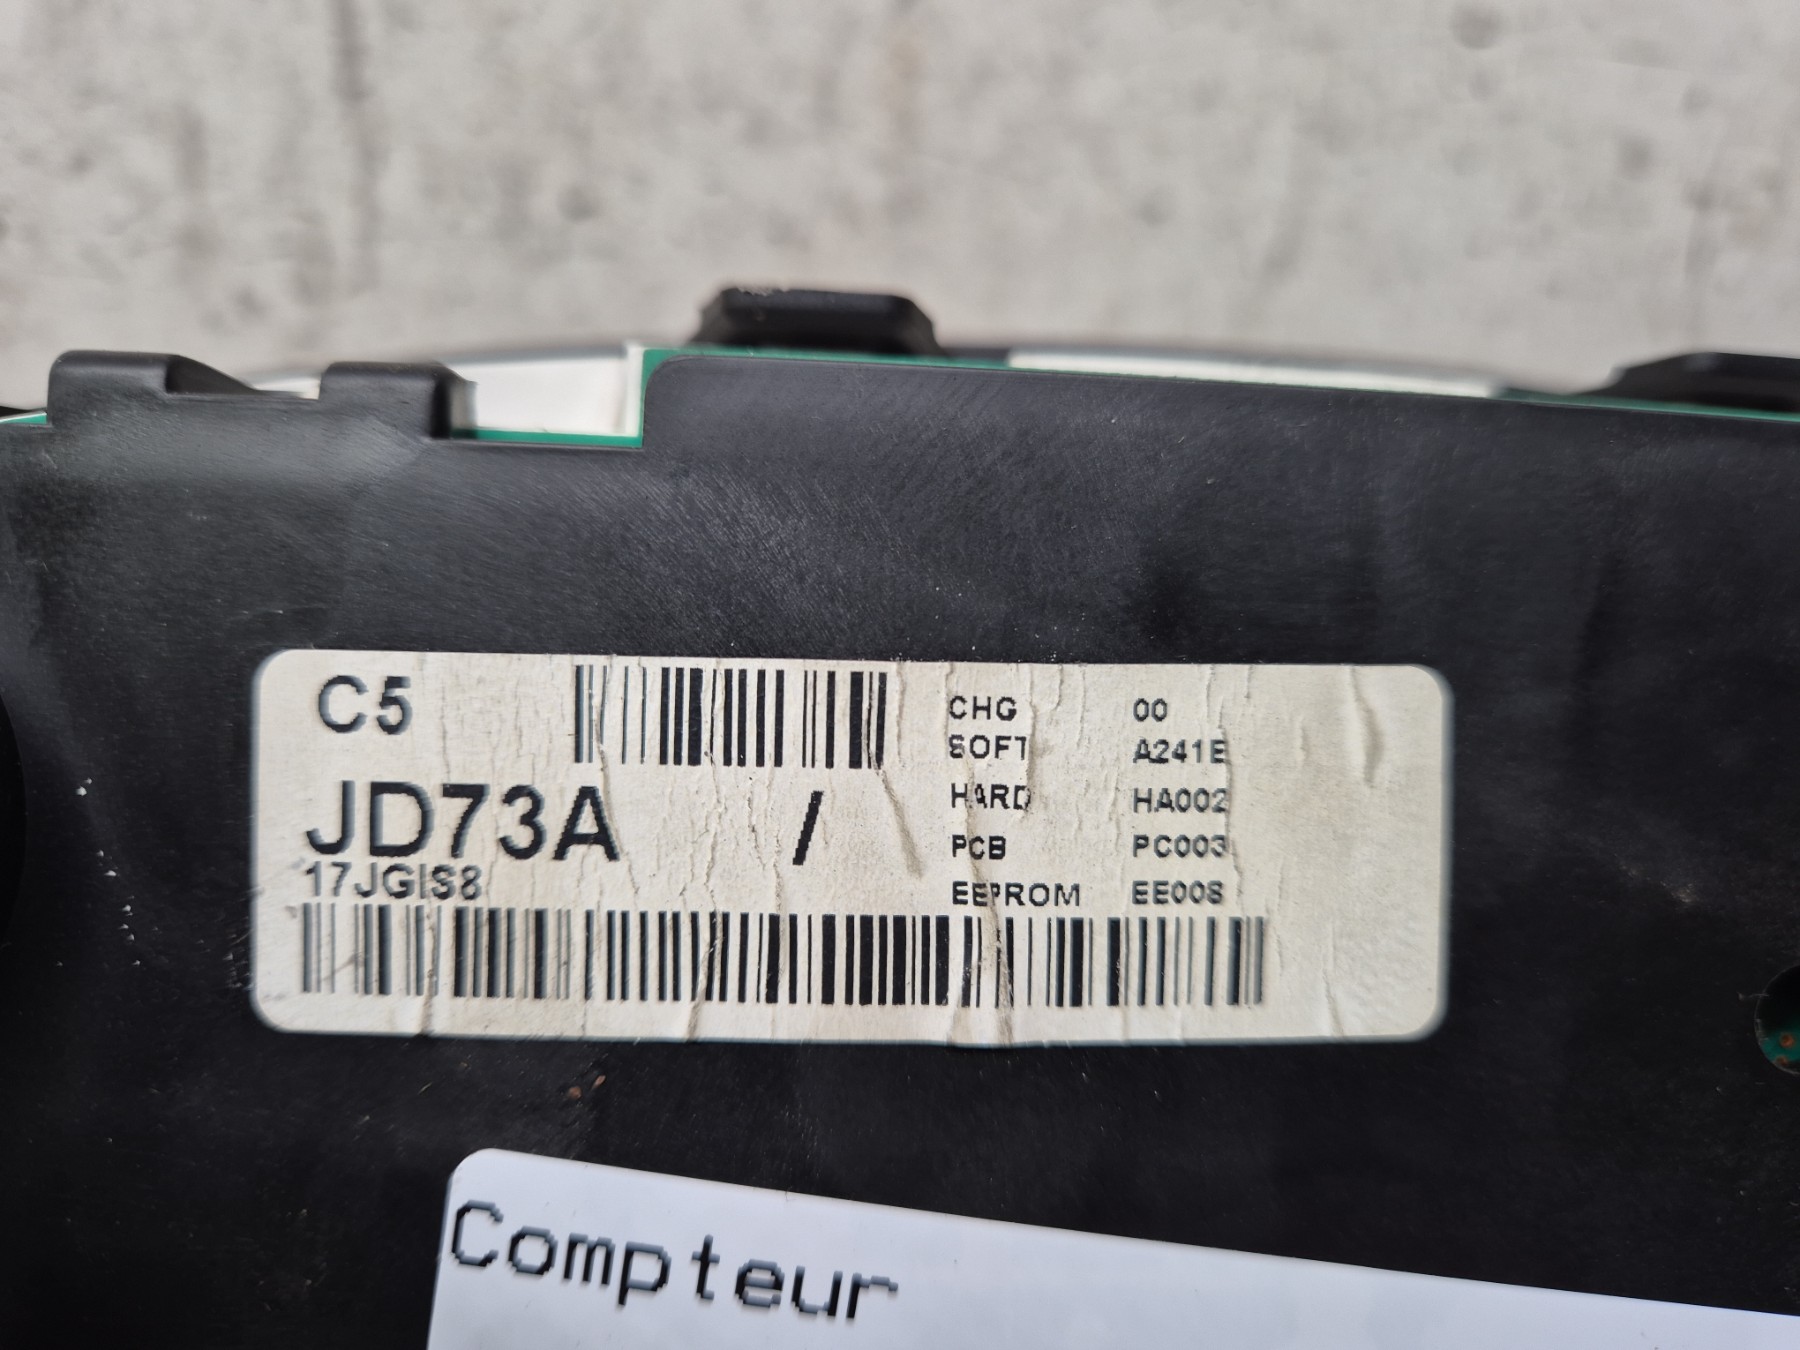 C5
CHG 00
SOFT A241E
JD73A /
HARD HA002
PCB PC003
17JGIS8
EEPROM EE008
Compteur